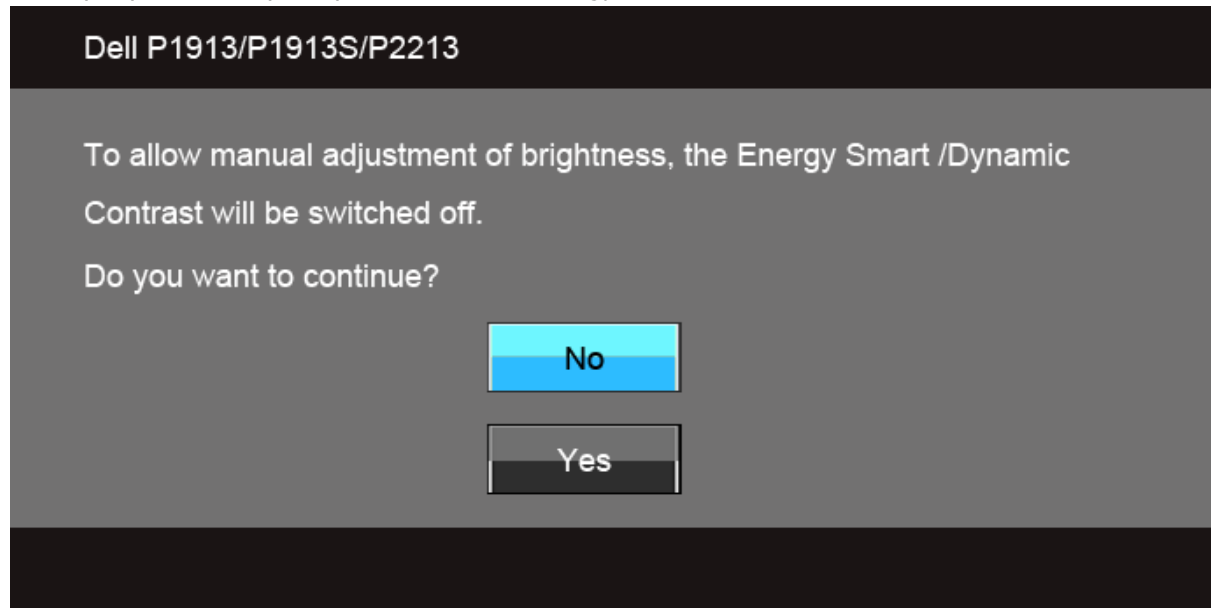 Dell P1913/P1913S/P2213
To allow manual adjustment of brightness, the Energy Smart /Dynamic
Contrast will be switched off.
Do you want to continue?
No
Yes